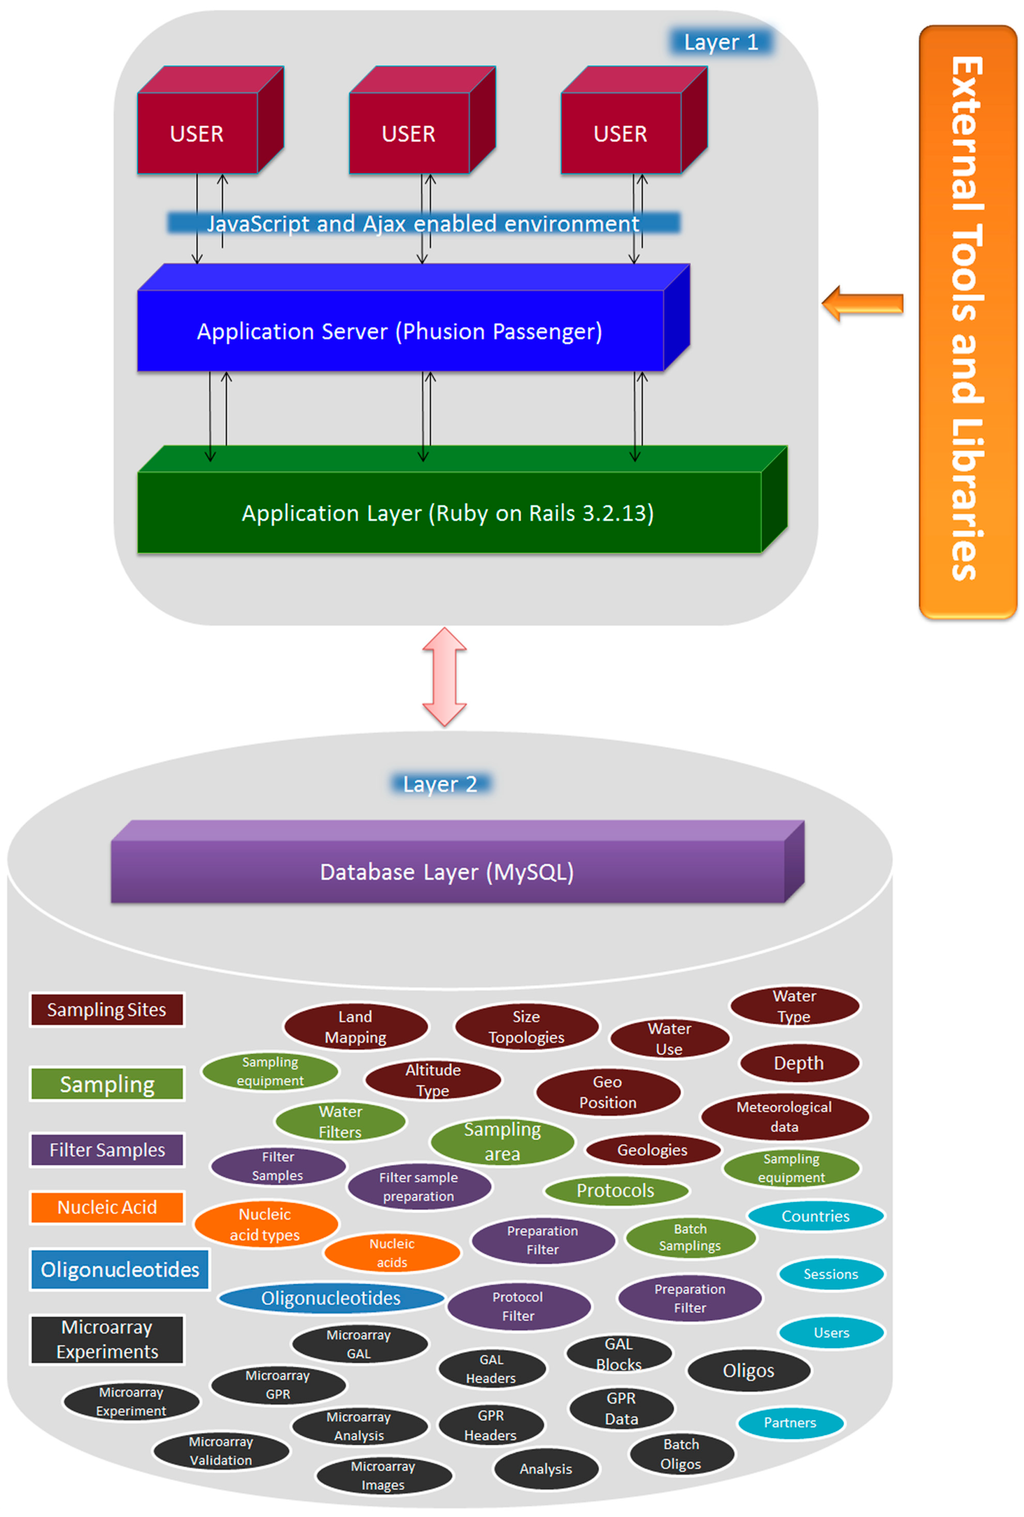 Layer 1
USER
USER
USER
JavaScript and Ajax enabled environment
Application Server (Phusion Passenger)
Application Layer (Ruby on Rails 3.2.13)
External Tools and Libraries
Layer 2
Database Layer (MySQL)
Sampling Sites
Sampling
Filter Samples
Nucleic Acid
Oligonucleotides
Microarray
Experiments
Land
Mapping
Size
Topologies
Water
Use
Water
Type
Sampling
equipment
Altitude
Type
Geo
Position
Depth
Water
Filters
Sampling
area
Meteorological
data
Geologies
Filter
Samples
Filter sample
preparation
Protocols
Sampling
equipment
Nucleic
acid types
Nucleic
acids
Preparation
Filter
Batch
Samplings
Countries
Oligonucleotides
Protocol
Filter
Preparation
Filter
Sessions
Users
Microarray
GAL
GAL
Headers
GAL
Blocks
Oligos
Microarray
GPR
Microarray
Experiment
Microarray
Analysis
GPR
Headers
GPR
Data
Partners
Microarray
Validation
Microarray
Images
Analysis
Batch
Oligos